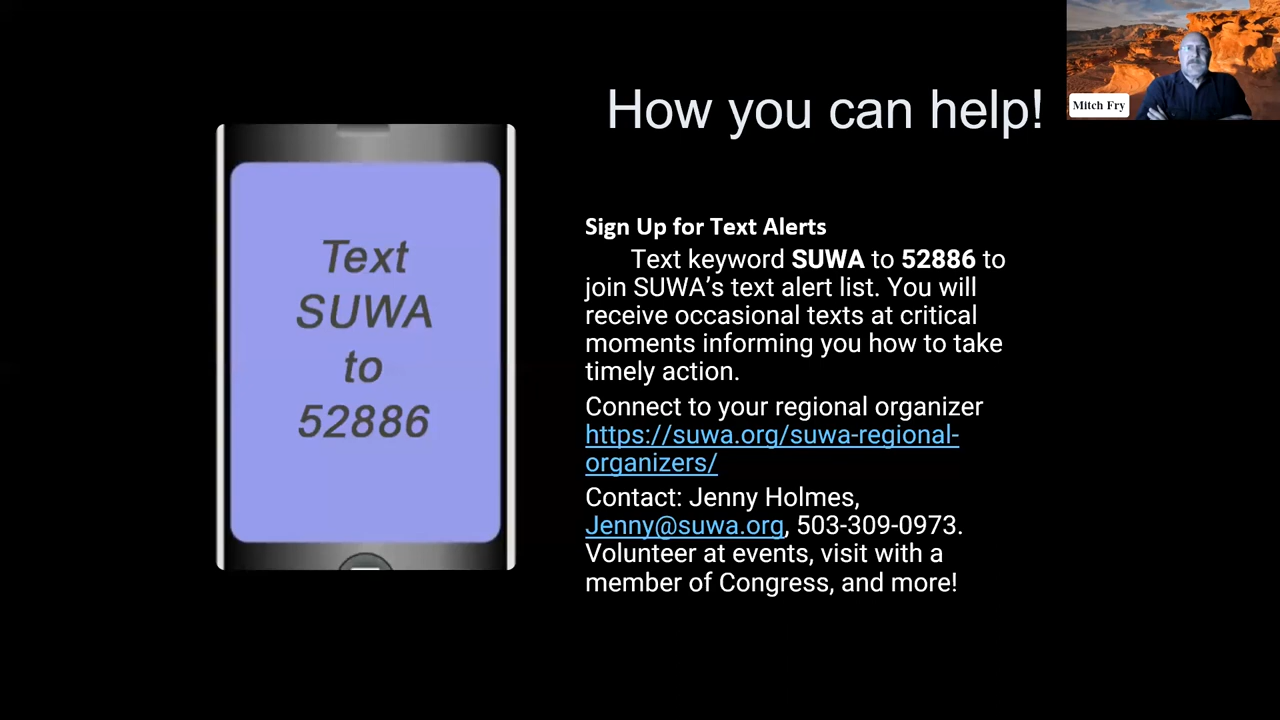 How you can help!
Mitch Fry
Text
SUWA
to
52886
Sign Up for Text Alerts
Text keyword SUWA to 52886 to
join SUWA’s text alert list. You will
receive occasional texts at critical
moments informing you how to take
timely action.
Connect to your regional organizer
https://suwa.org/suwa-regional-
organizers/
Contact: Jenny Holmes,
Jenny@suwa.org, 503-309-0973.
Volunteer at events, visit with a
member of Congress, and more!